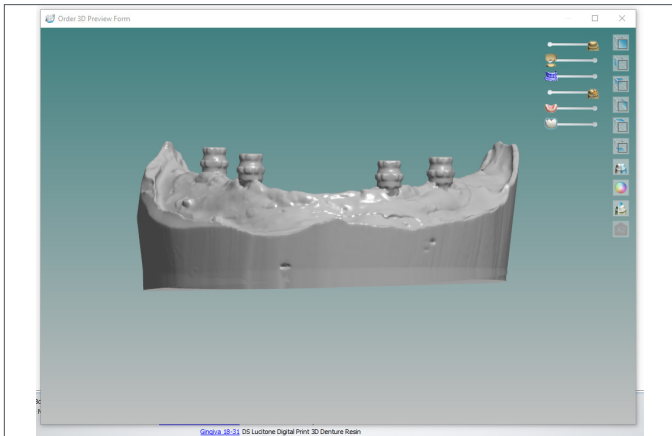 Order 3D Preview Form
Gingiva 18-31 DS Lucitone Digital Print 3D Denture Resin